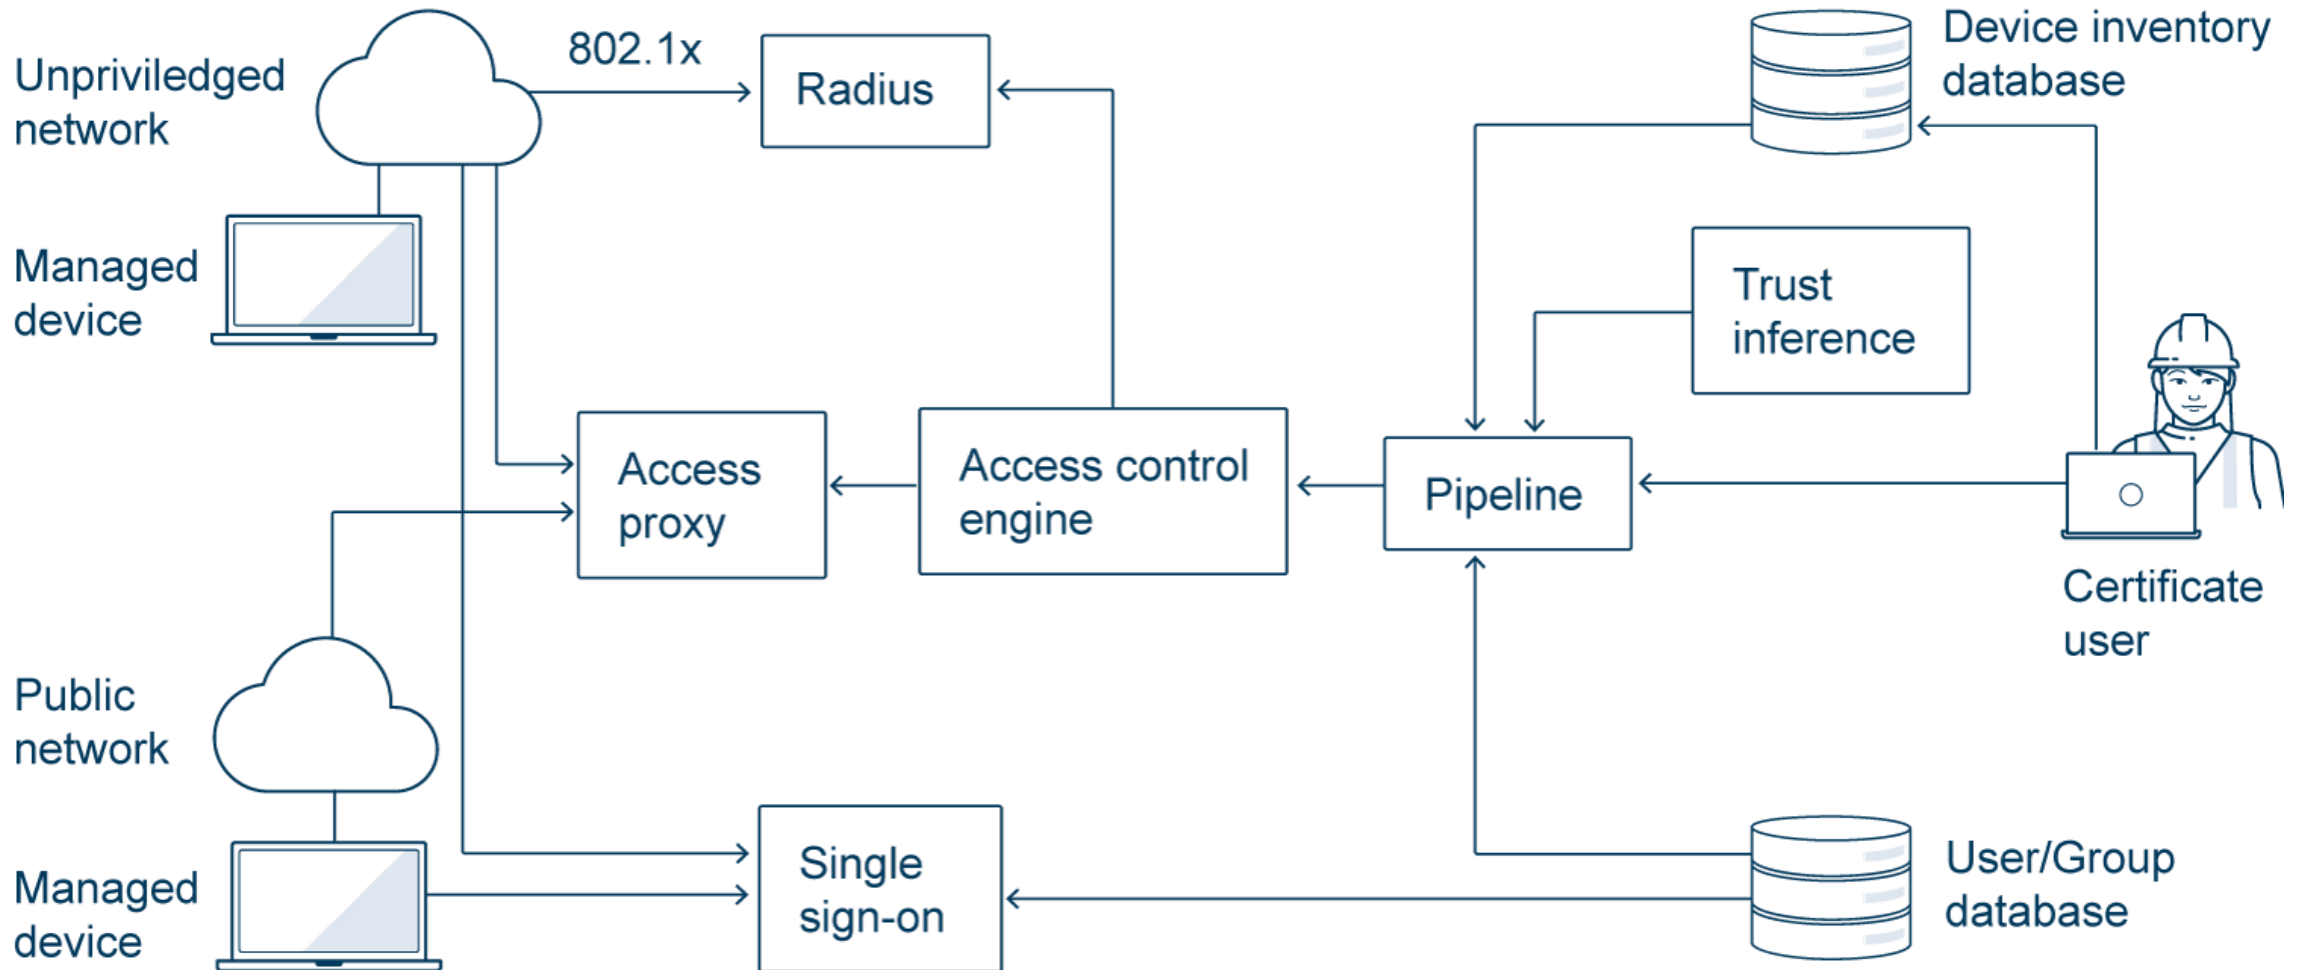 Unpriviledged
network
802.1x
Radius
Device inventory
database
Managed
device
Trust
inference
Access
proxy
Access control
engine
Pipeline
Certificate
user
Public
network
Managed
device
Single
sign-on
User/Group
database